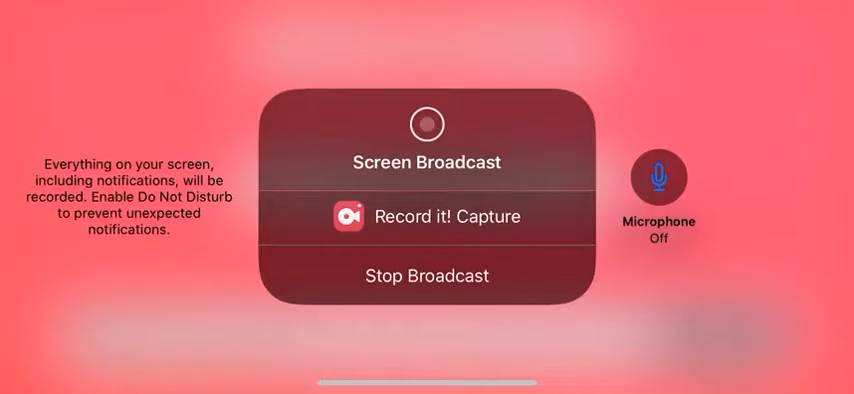 Everything on your screen,
including notifications, will be
recorded. Enable Do Not Disturb
to prevent unexpected
notifications.
Screen Broadcast
Record it! Capture
Stop Broadcast
Microphone
Off